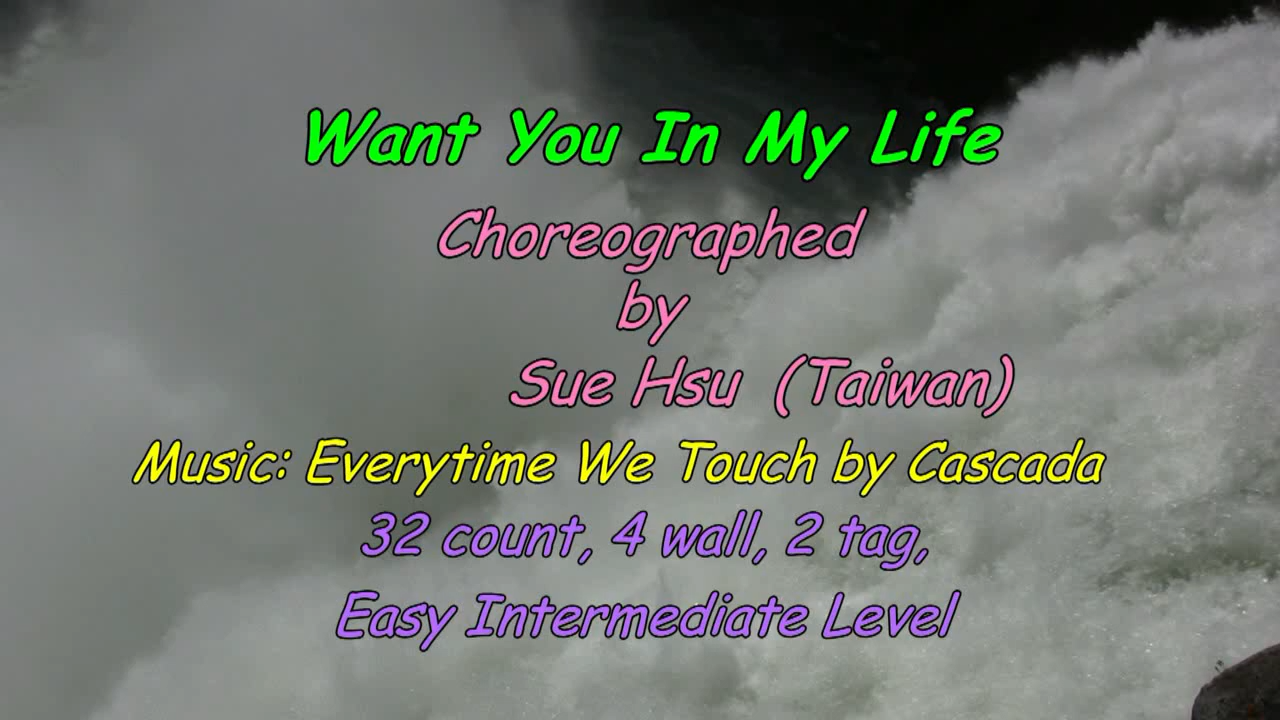 Want You In My Life
Choreographed
by
Sue Hsu (Taiwan)
Music: Everytime We Touch by Cascada
32 count, 4 wall, 2 tag,
Easy Intermediate Level